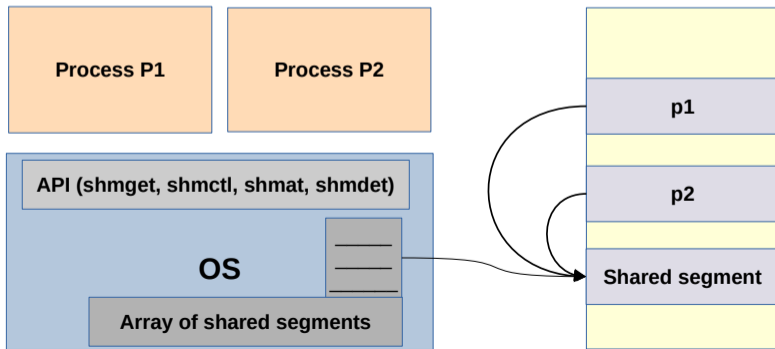 Process P1
Process P2
API (shmget, shmctl, shmat, shmdet)
OS
Array of shared segments
p1
p2
Shared segment